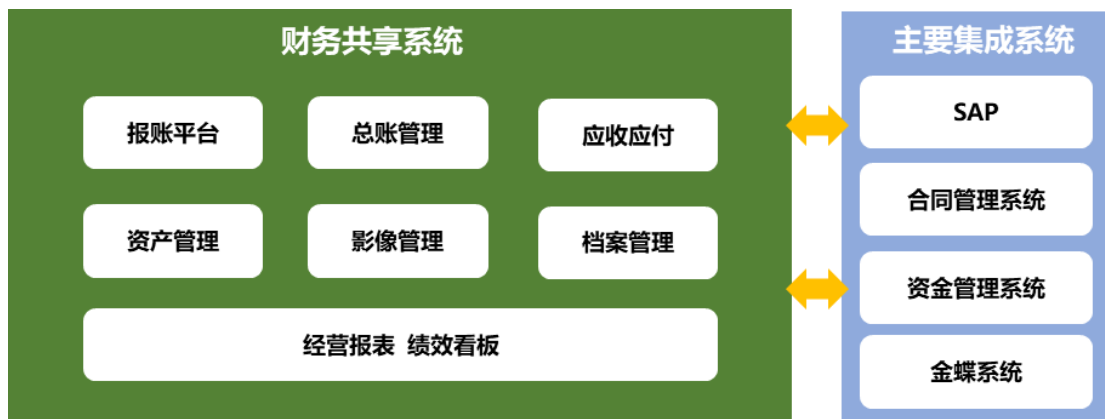 财务共享系统
报账平台
总账管理
应收应付
资产管理
影像管理
档案管理
经营报表 绩效看板
主要集成系统
SAP
合同管理系统
资金管理系统
金蝶系统